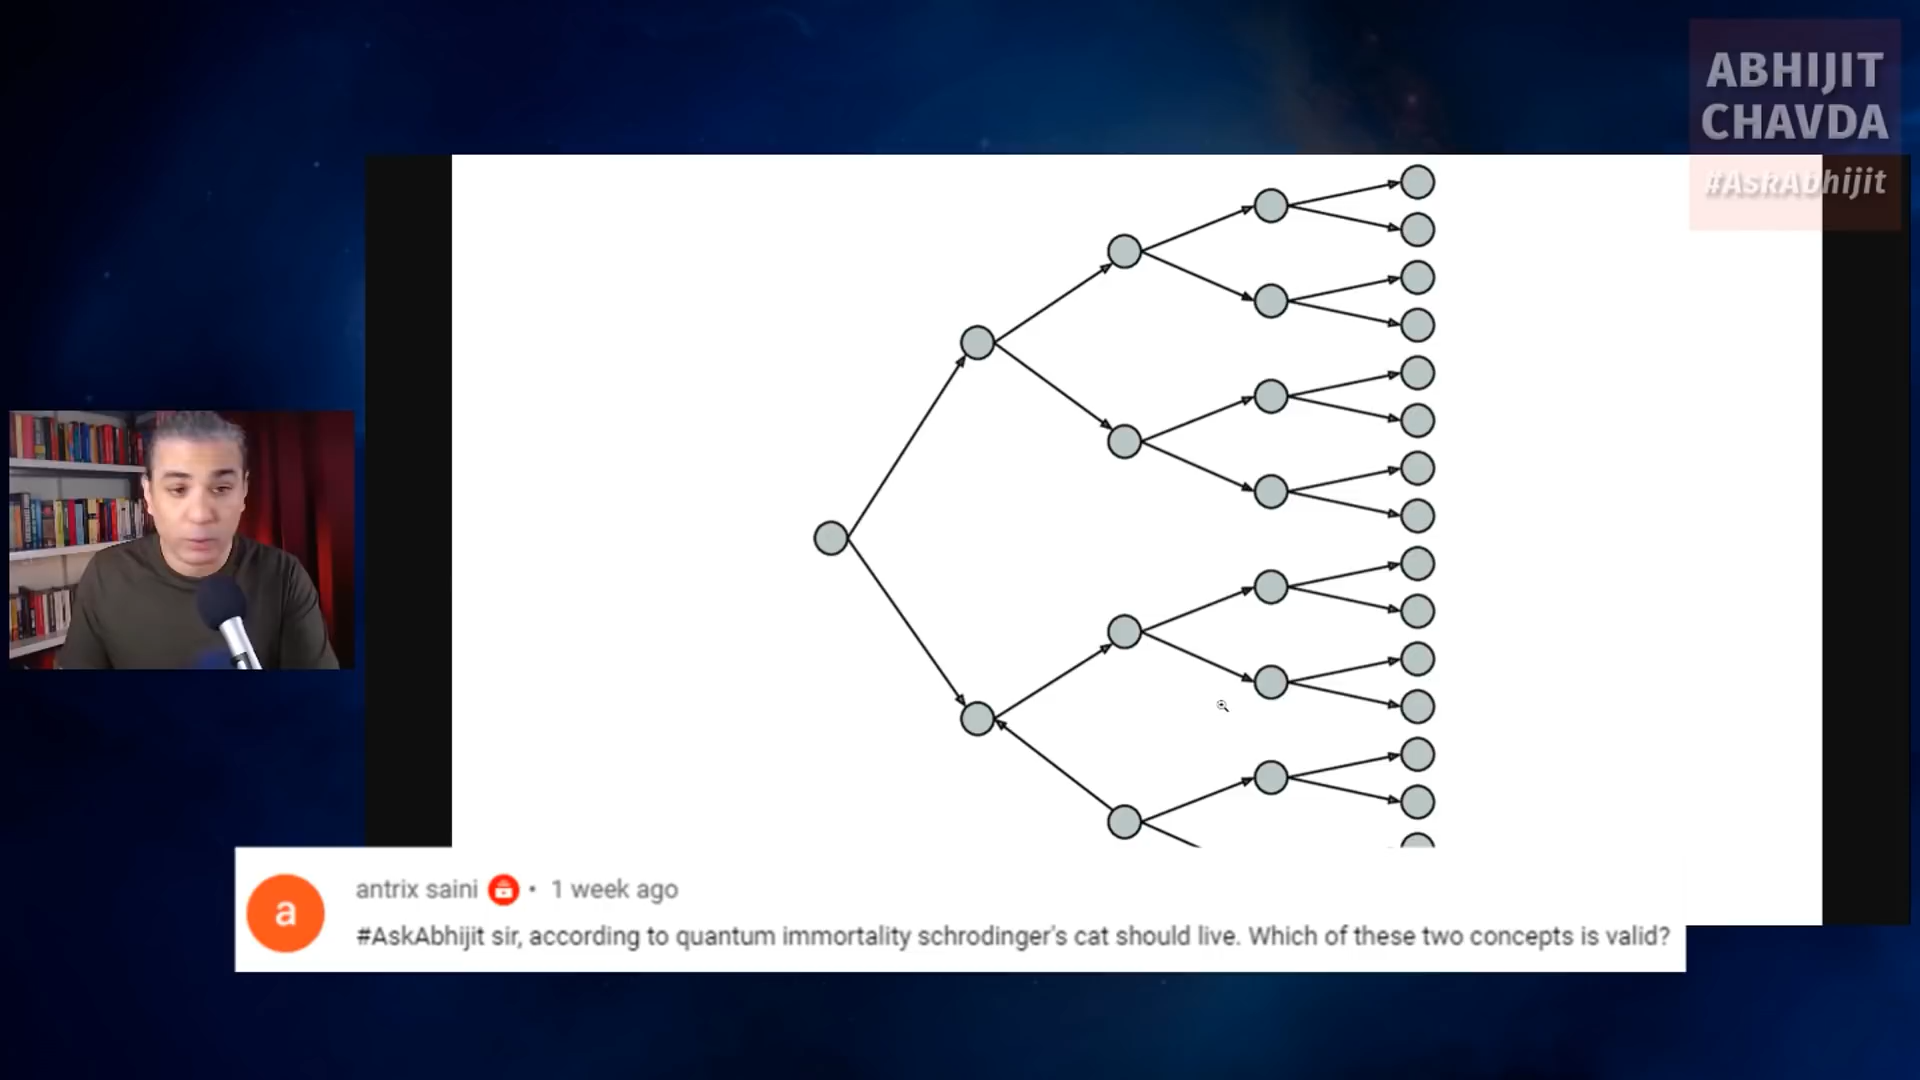 ABHIJIT
CHAVDA
#AskAbhijit
a
antrix saini • 1 week ago
#AskAbhijit sir, according to quantum immortality schrodinger's cat should live. Which of these two concepts is valid?